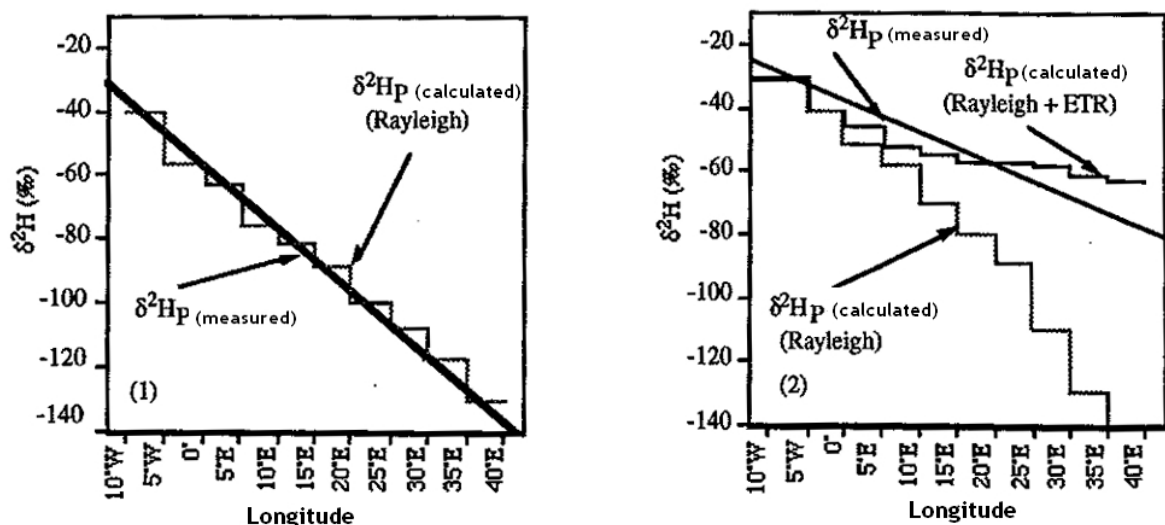 -20
-40
-60
-80
-100
-120
-140
δ²H (‰)
δ²Hp (calculated)
(Rayleigh)
δ²Hp (measured)
(1)
10°W
5°W
0°
5°E
10°E
15°E
20°E
25°E
30°E
35°E
40°E
Longitude
-20
-40
-60
-80
-100
-120
-140
δ²H (‰)
δ²Hp (measured)
δ²Hp (calculated)
(Rayleigh + ETR)
δ²Hp (calculated)
(Rayleigh)
(2)
10°W
5°W
0°
5°E
10°E
15°E
20°E
25°E
30°E
35°E
40°E
Longitude